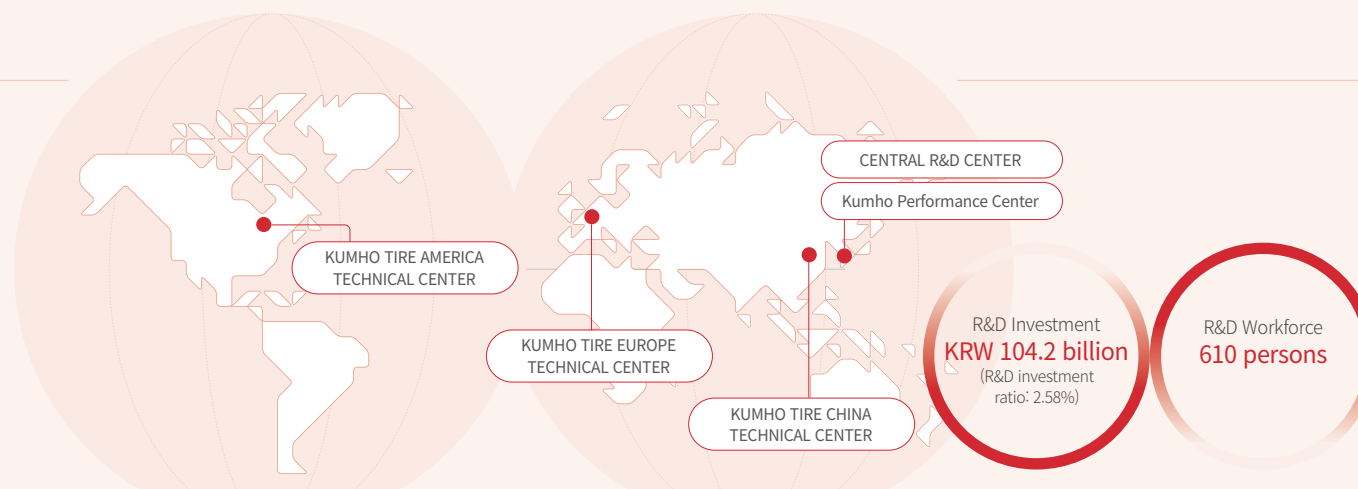 CENTRAL R&D CENTER
Kumho Performance Center
KUMHO TIRE AMERICA
TECHNICAL CENTER
KUMHO TIRE EUROPE
TECHNICAL CENTER
KUMHO TIRE CHINA
TECHNICAL CENTER
R&D Investment
KRW 104.2 billion
(R&D investment
ratio: 2.58%)
R&D Workforce
610 persons